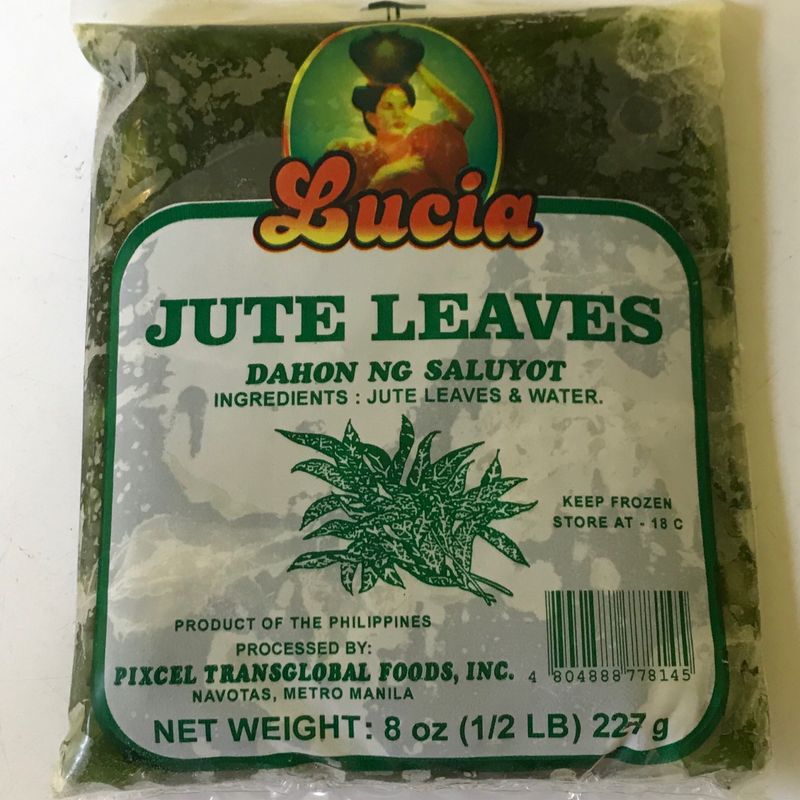 Lucia
JUTE LEAVES
DAHON NG SALUYOT
INGREDIENTS : JUTE LEAVES & WATER.
KEEP FROZEN
STORE AT - 18 C
PRODUCT OF THE PHILIPPINES
PROCESSED BY:
PIXCEL TRANSGLOBAL FOODS, INC.
NAVOTAS, METRO MANILA
4 804888 778145
NET WEIGHT: 8 oz (1/2 LB) 227 g